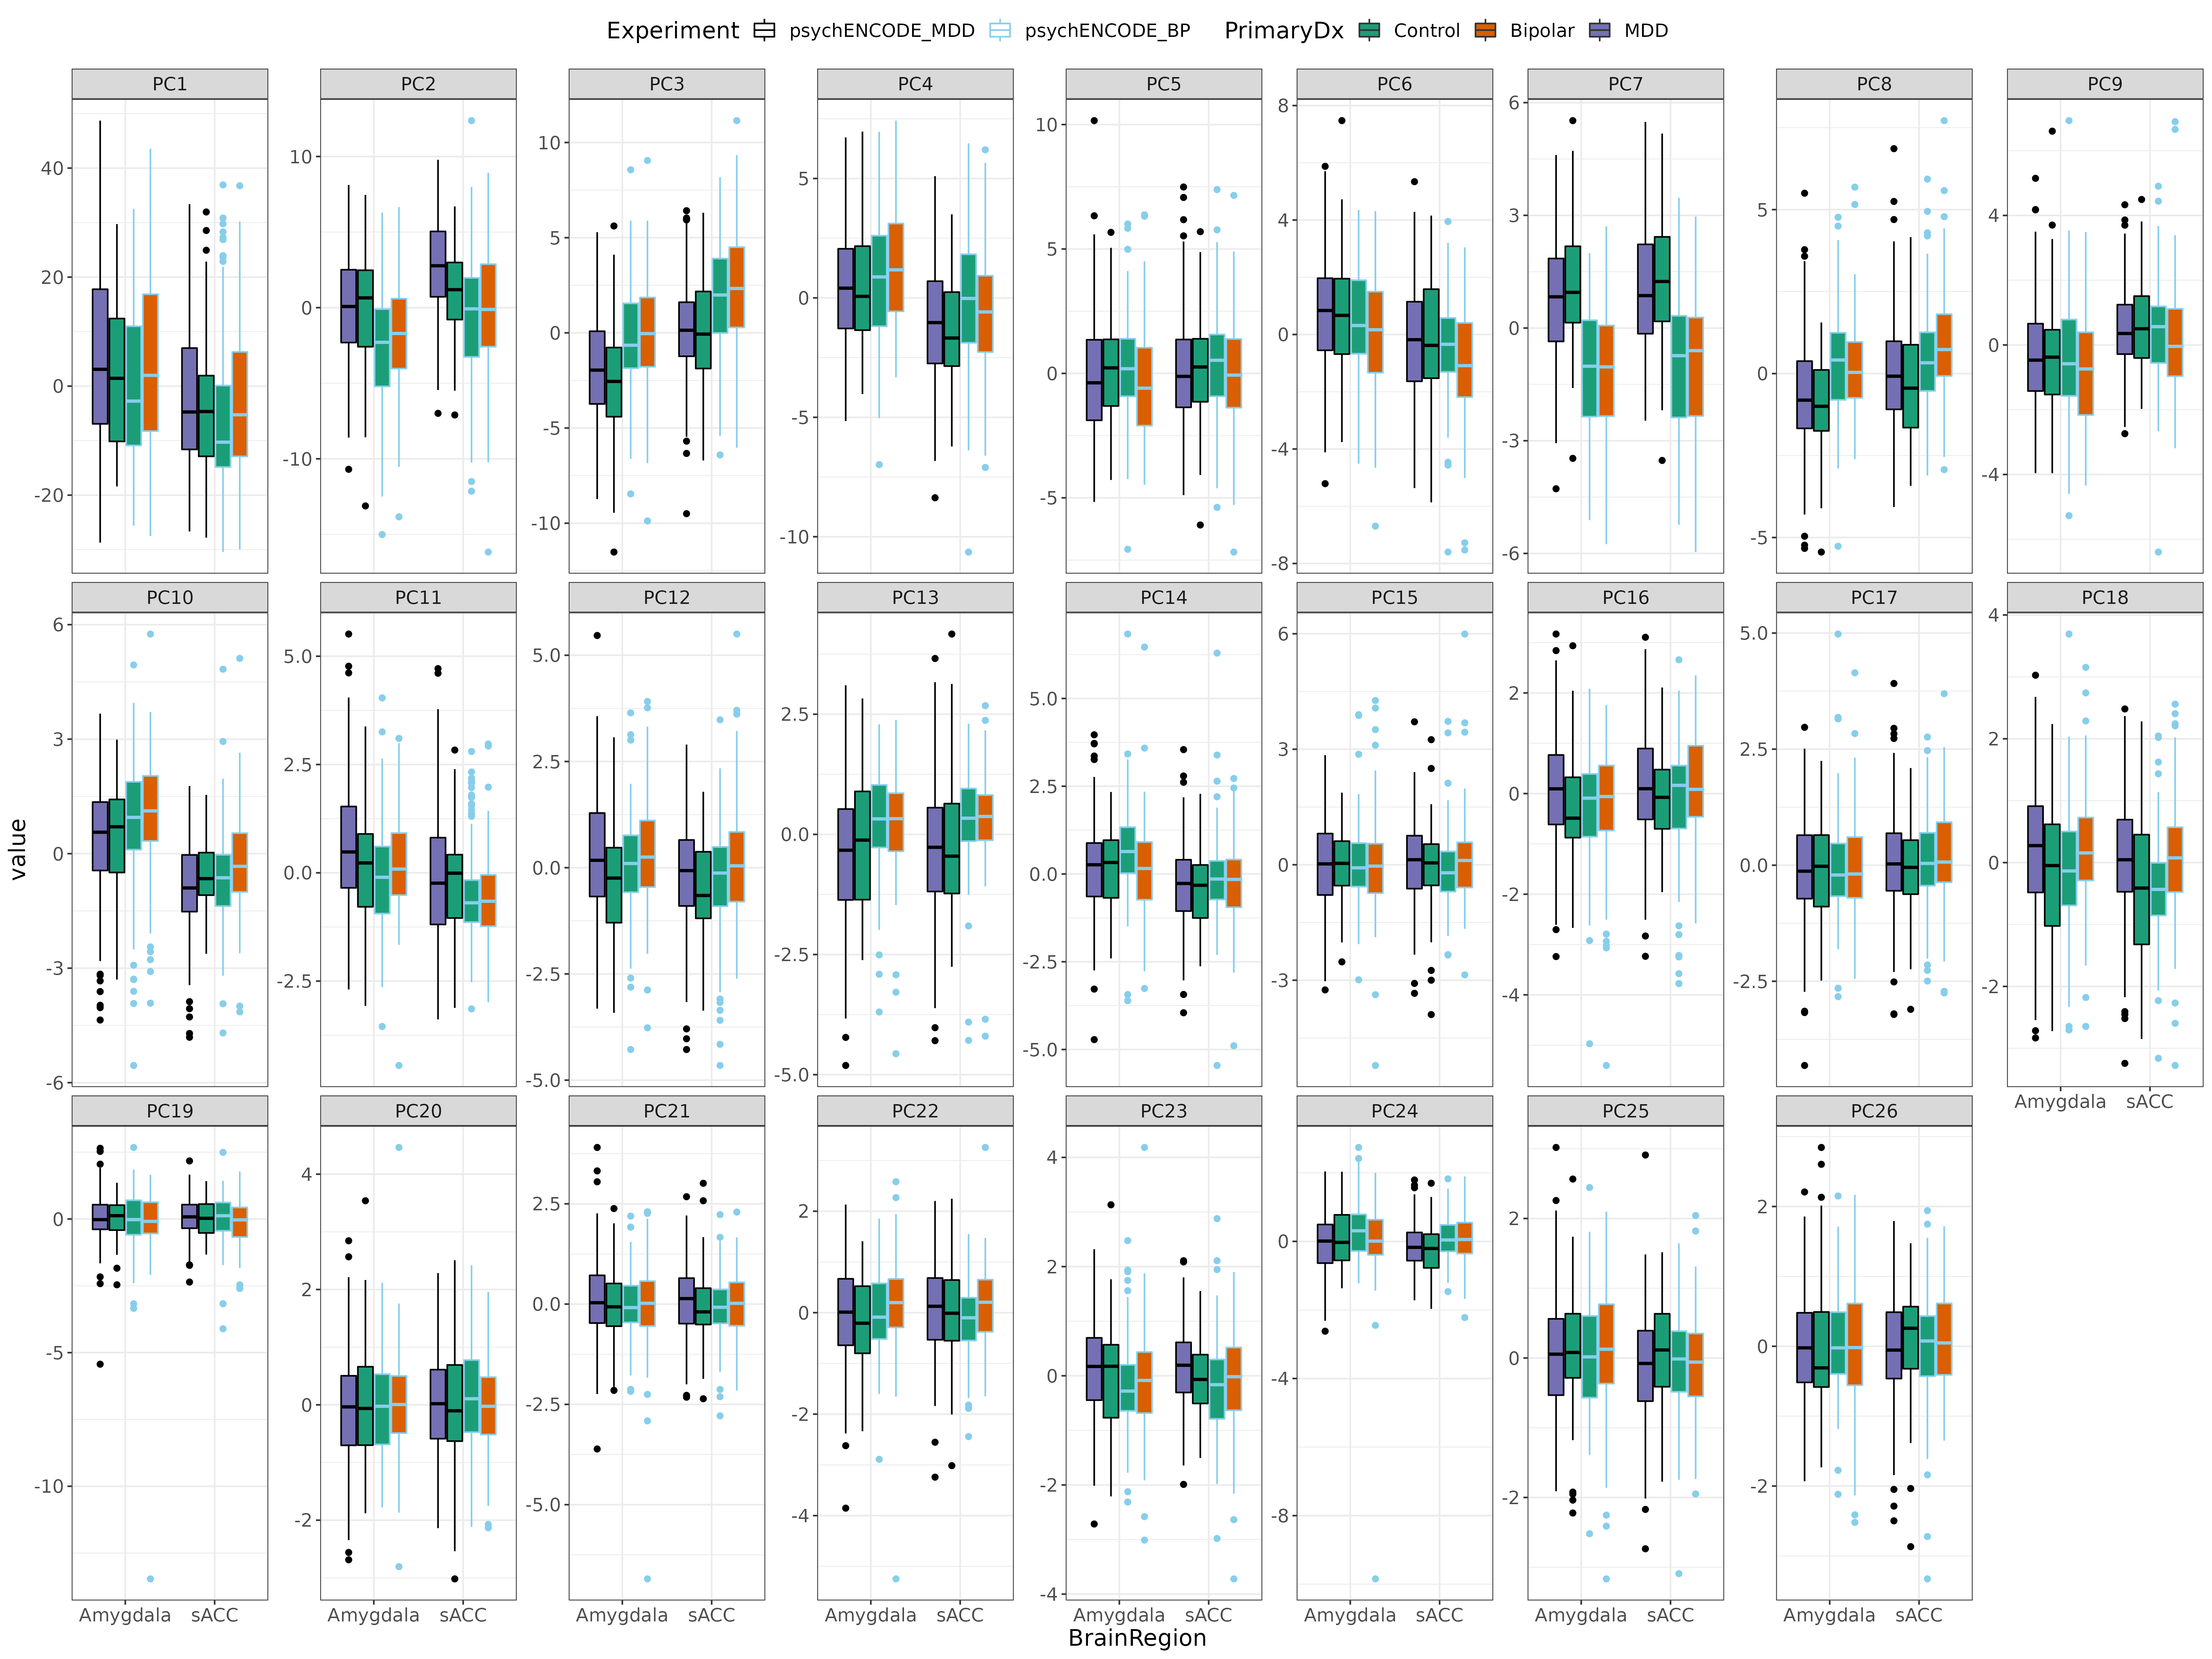 Experiment psychENCODE_MDD psychENCODE_BP PrimaryDx Control Bipolar MDD
PC1 PC2 PC3 PC4 PC5 PC6 PC7 PC8 PC9
40 20 0 -20
10 0 -10
10 5 0 -5 -10
5 0 -5 -10
10 5 0 -5
8 4 0 -4 -8
6 3 0 -3 -6
5 0 -5
4 0 -4
PC10 PC11 PC12 PC13 PC14 PC15 PC16 PC17 PC18
6 3 0 -3 -6
5.0 2.5 0.0 -2.5
5.0 2.5 0.0 -2.5 -5.0
2.5 0.0 -2.5 -5.0
5.0 2.5 0.0 -2.5 -5.0
6 3 0 -3
2 0 -2 -4
5.0 2.5 0.0 -2.5
4 2 0 -2
Amygdala sACC
PC19 PC20 PC21 PC22 PC23 PC24 PC25 PC26
0 -5 -10
4 2 0 -2
2.5 0.0 -2.5 -5.0
2 0 -2 -4
4 2 0 -2 -4
0 -4 -8
2 0 -2
2 0 -2
Amygdala sACC Amygdala sACC Amygdala sACC Amygdala sACC Amygdala sACC Amygdala sACC Amygdala sACC Amygdala sACC
BrainRegion
value